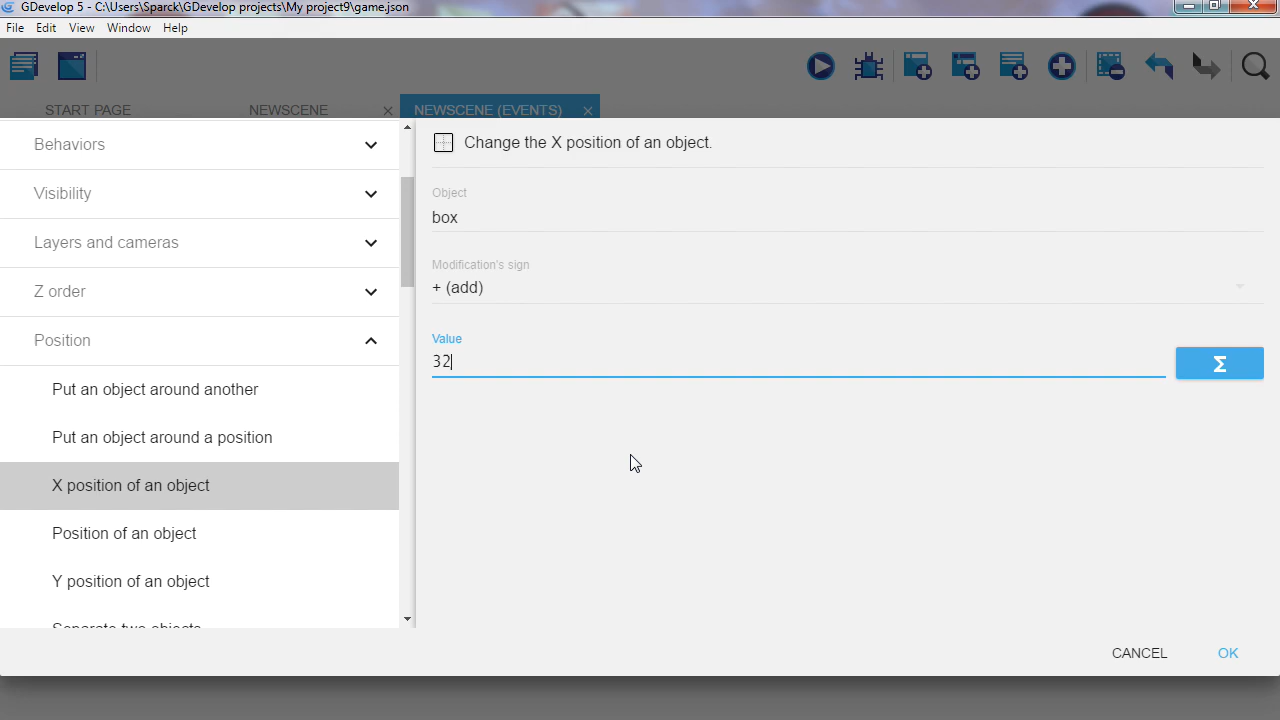 GDevelop 5 - C:\Users\Sparck\GDevelop projects\My project9\game.json
File Edit View Window Help
START PAGE NEWSCENE NEWSCENE (EVENTS)
Behaviors
Visibility
Layers and cameras
Z order
Position
Put an object around another
Put an object around a position
X position of an object
Position of an object
Y position of an object
Separate two objects
Change the X position of an object.
Object
box
Modification's sign
+ (add)
Value
32
Σ
CANCEL OK